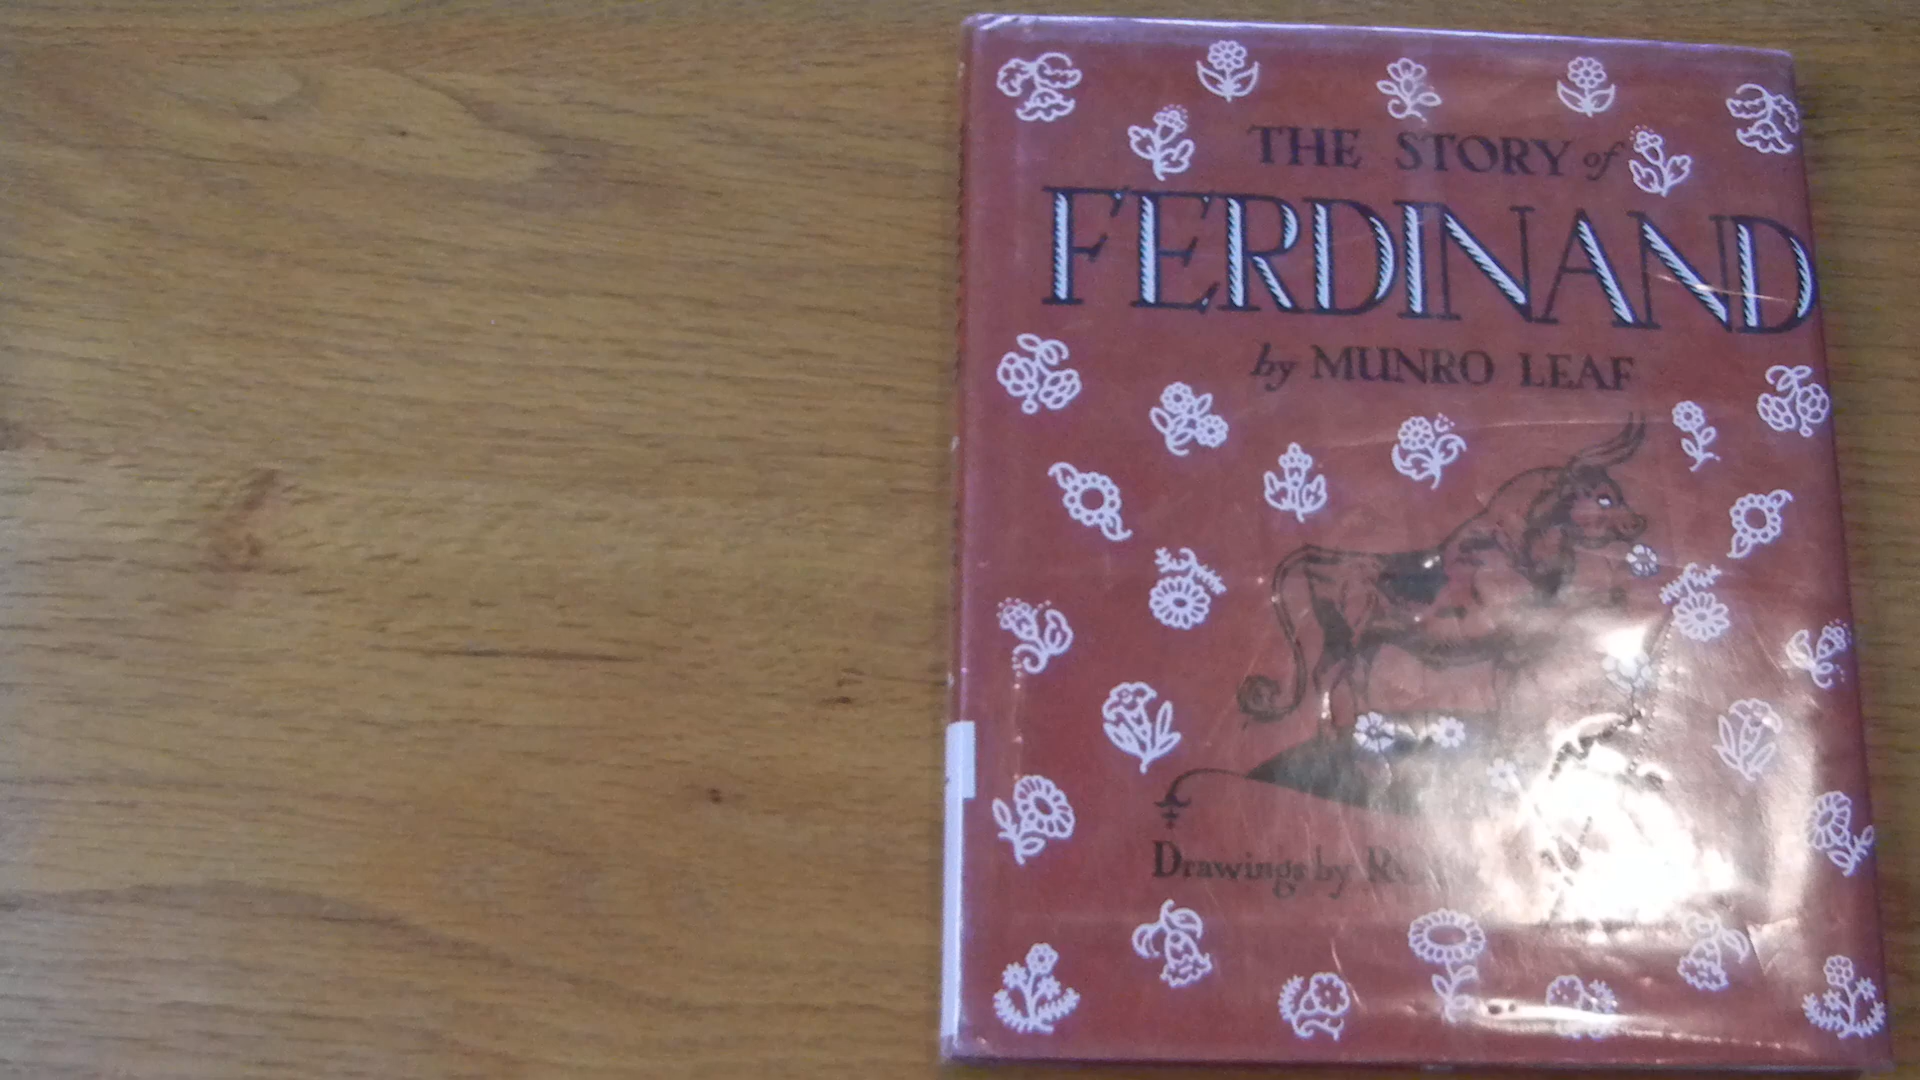 THE STORY of
FERDINAND
by MUNRO LEAF
Drawings by